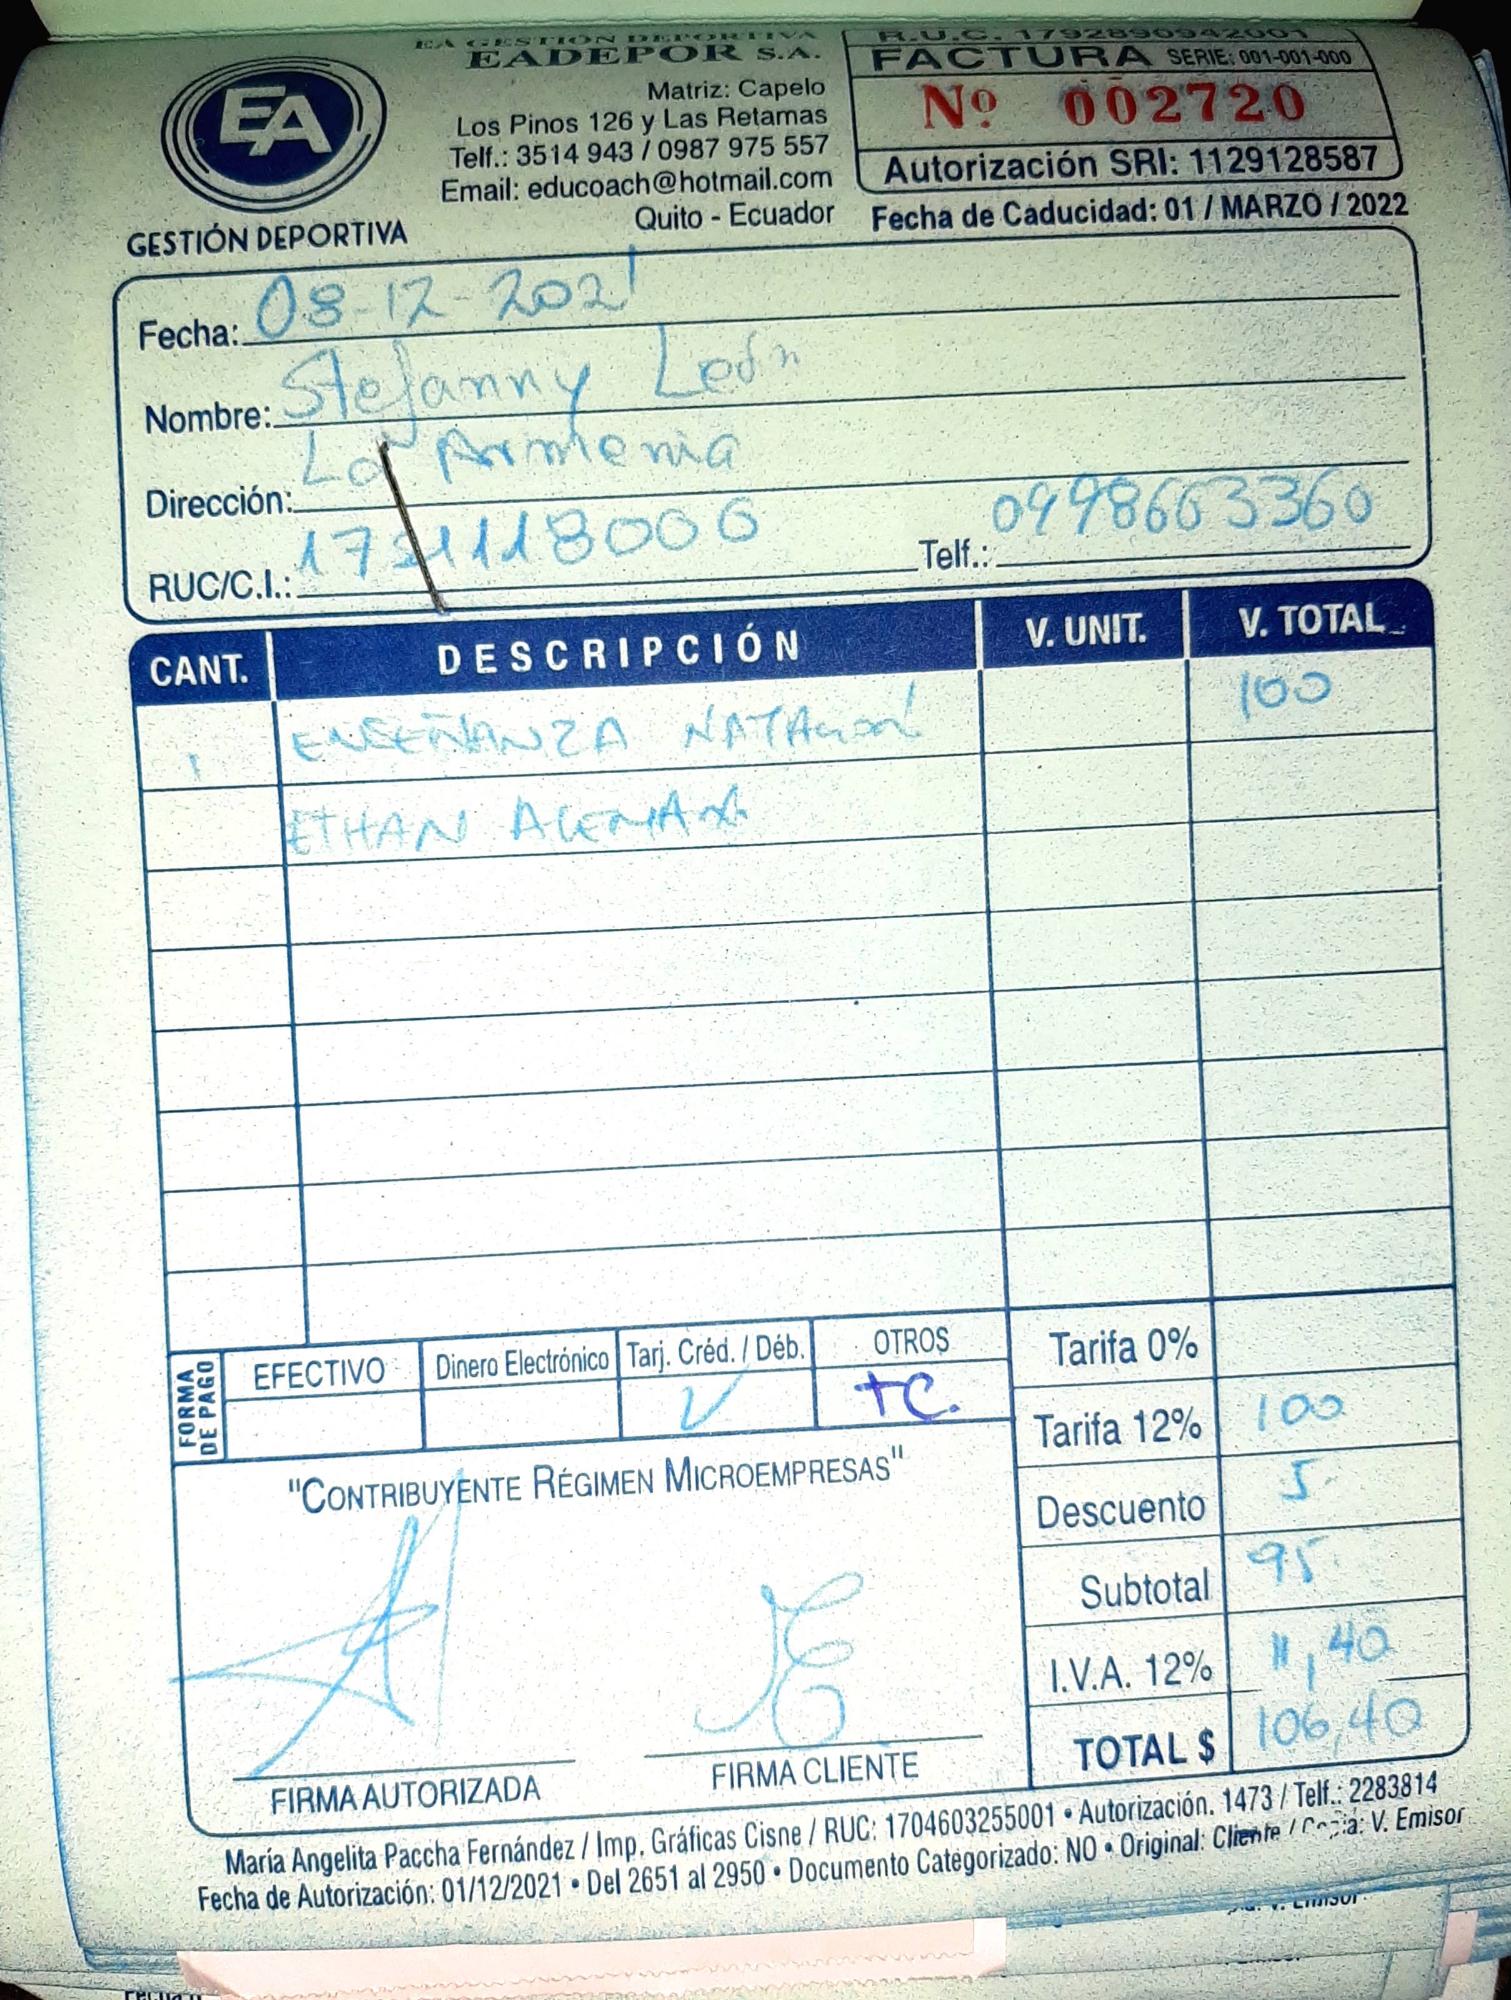 EA GESTIÓN DEPORTIVA
EADEPOR S.A.
Matriz: Capelo
Los Pinos 126 y Las Retamas
Telf.: 3514 943 / 0987 975 557
Email: educoach@hotmail.com
Quito - Ecuador
EA
GESTIÓN DEPORTIVA
R.U.C. 1792890942001
FACTURA SERIE: 001-001-000
Nº 002720
Autorización SRI: 1129128587
Fecha de Caducidad: 01 / MARZO / 2022
Fecha: 08-12-2021
Nombre: Stefanny León
Dirección: La Armenia
RUC/C.I.: Telf.: 0998663360
CANT. DESCRIPCIÓN V. UNIT. V. TOTAL
1 ENSEÑANZA NATACIÓN 100
ETHAN ALEMAN
FORMA DE PAGO
EFECTIVO Dinero Electrónico Tarj. Créd. / Déb. OTROS
TC.
"CONTRIBUYENTE RÉGIMEN MICROEMPRESAS"
Tarifa 0%
Tarifa 12% 100
Descuento 5
Subtotal 95
I.V.A. 12% 11,40
TOTAL $ 106,40
FIRMA AUTORIZADA FIRMA CLIENTE
María Angelita Paccha Fernández / Imp. Gráficas Cisne / RUC: 1704603255001 • Autorización. 1473 / Telf.: 2283814
Fecha de Autorización: 01/12/2021 • Del 2651 al 2950 • Documento Categorizado: NO • Original: Cliente / Copia: V. Emisor